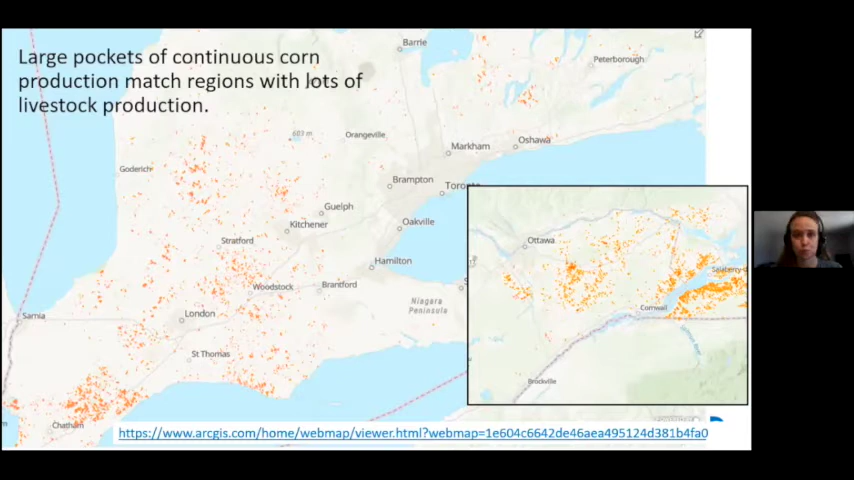 Large pockets of continuous corn
production match regions with lots of
livestock production.
Barrie
Peterborough
603 m
Orangeville
Goderich
Markham
Oshawa
Brampton
Toronto
Guelph
Kitchener
Oakville
Stratford
Hamilton
Woodstock
Brantford
Niagara
Peninsula
Sarnia
London
St Thomas
Chatham
Ottawa
Salaberry-d
Cornwall
Brockville
https://www.arcgis.com/home/webmap/viewer.html?webmap=1e604c6642de46aea495124d381b4fa0